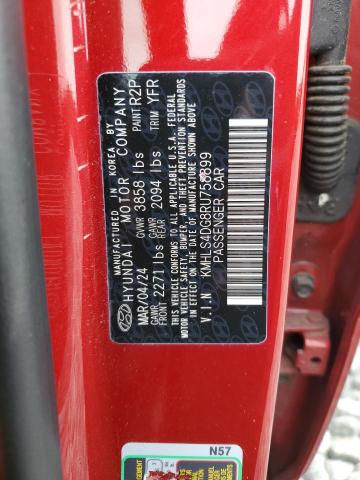 MANUFACTURED IN KOREA BY
HYUNDAI MOTOR COMPANY
MAR/04/24 GVWR 3858 lbs PAINT R2P
GAWR FRONT 2271 lbs GAWR REAR 2094 lbs TRIM YFR
THIS VEHICLE CONFORMS TO ALL APPLICABLE U.S. FEDERAL
MOTOR VEHICLE SAFETY, BUMPER, AND THEFT PREVENTION STANDARDS
IN EFFECT ON THE DATE OF MANUFACTURE SHOWN ABOVE.
V.I.N
PASSENGER CAR
N57